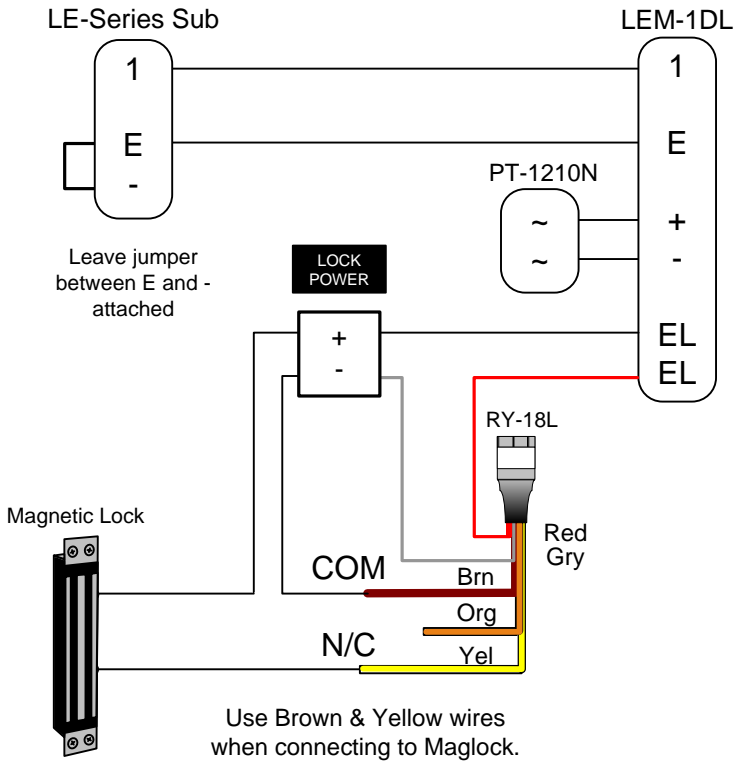 LE-Series Sub
LEM-1DL
1
1
E
E
-
PT-1210N
~
~
+
-
Leave jumper
between E and -
attached
LOCK
POWER
+
-
EL
EL
RY-18L
Magnetic Lock
Red
Gry
COM
Brn
Org
N/C
Yel
Use Brown & Yellow wires
when connecting to Maglock.